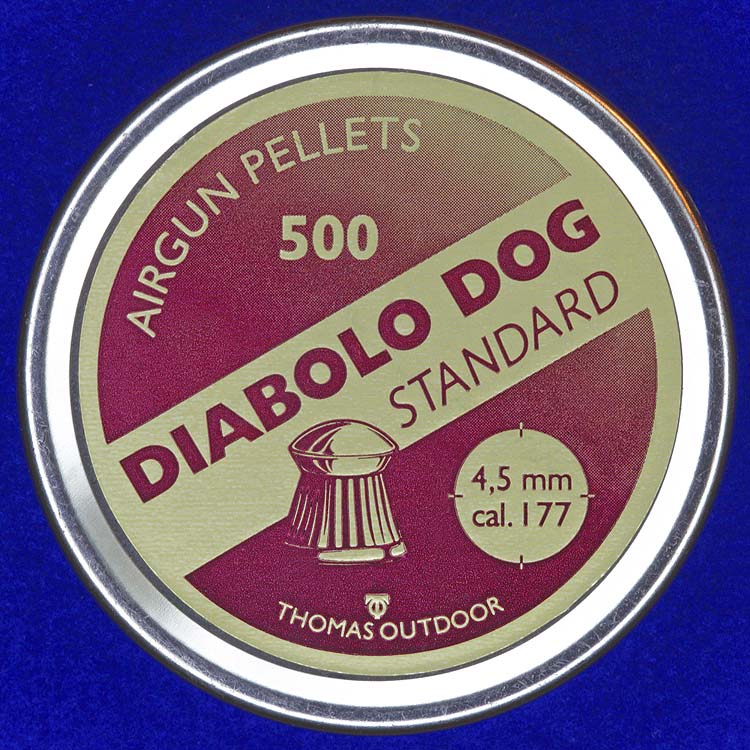 AIRGUN PELLETS
500
DIABOLO DOG
STANDARD
4,5 mm
cal. 177
THOMAS OUTDOOR